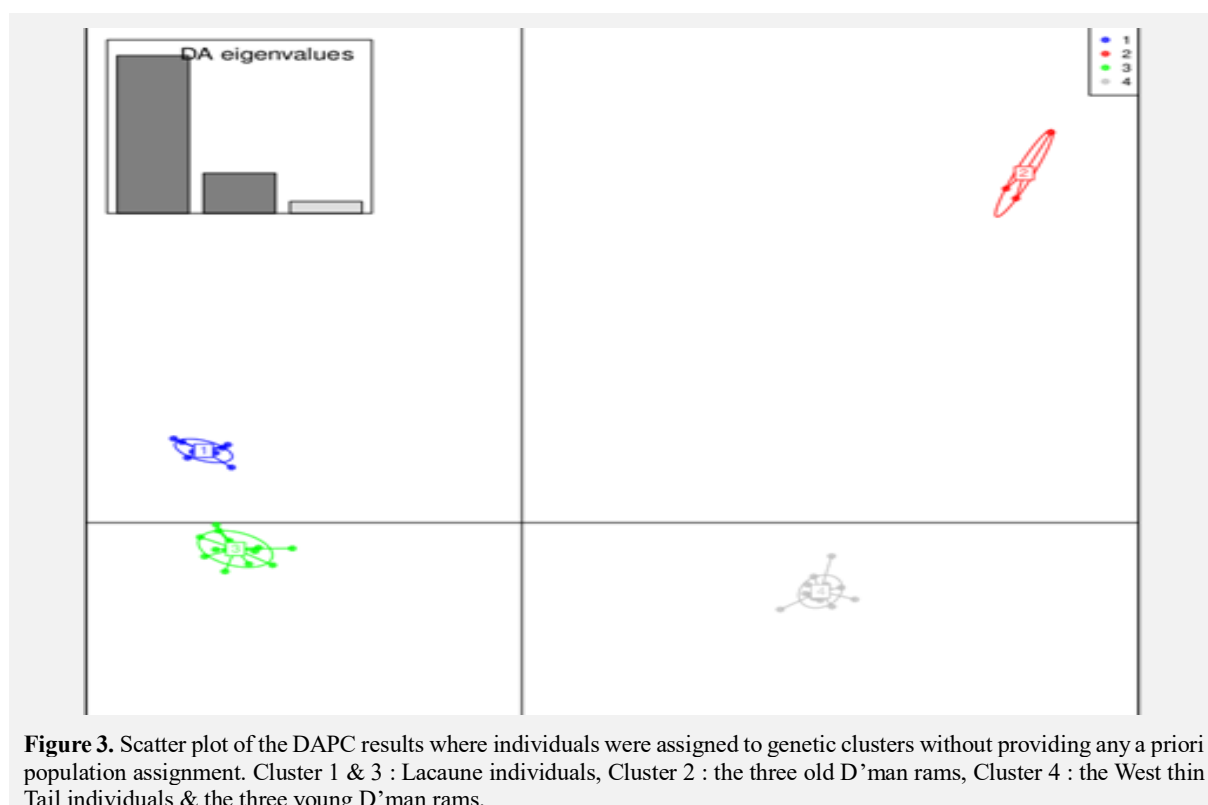 DA eigenvalues
1
2
3
4
2
1
3
4
Figure 3. Scatter plot of the DAPC results where individuals were assigned to genetic clusters without providing any a priori
population assignment. Cluster 1 & 3 : Lacaune individuals, Cluster 2 : the three old D’man rams, Cluster 4 : the West thin
Tail individuals & the three young D’man rams.